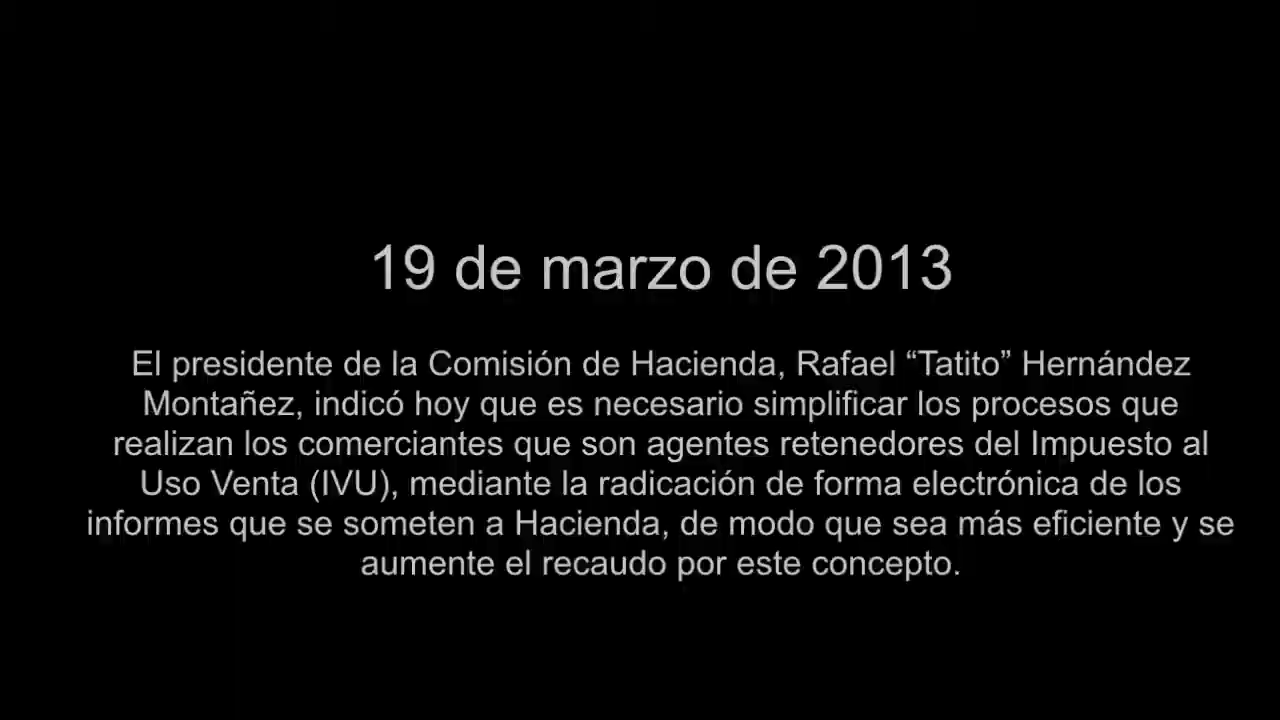 19 de marzo de 2013
El presidente de la Comisión de Hacienda, Rafael “Tatito” Hernández
Montañez, indicó hoy que es necesario simplificar los procesos que
realizan los comerciantes que son agentes retenedores del Impuesto al
Uso Venta (IVU), mediante la radicación de forma electrónica de los
informes que se someten a Hacienda, de modo que sea más eficiente y se
aumente el recaudo por este concepto.